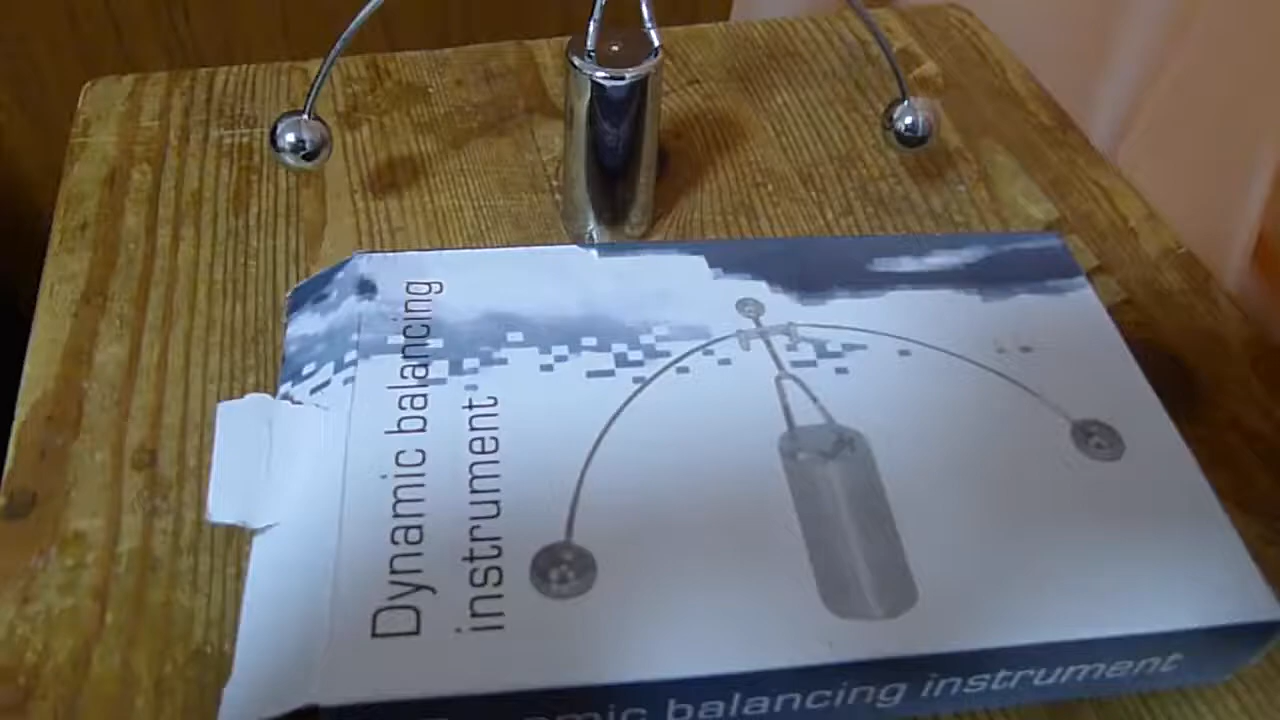 Dynamic balancing
instrument
balancing instrument